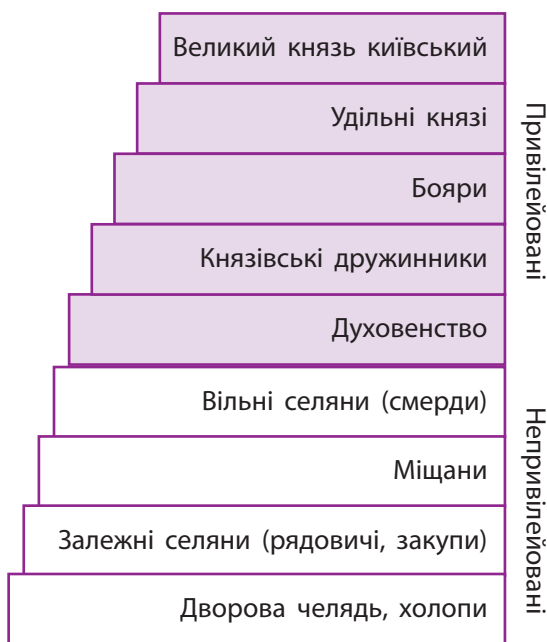 Великий князь київський
Удільні князі
Бояри
Князівські дружинники
Духовенство
Вільні селяни (смерди)
Міщани
Залежні селяни (рядовичі, закупи)
Дворова челядь, холопи
Привілейовані
Непривілейовані